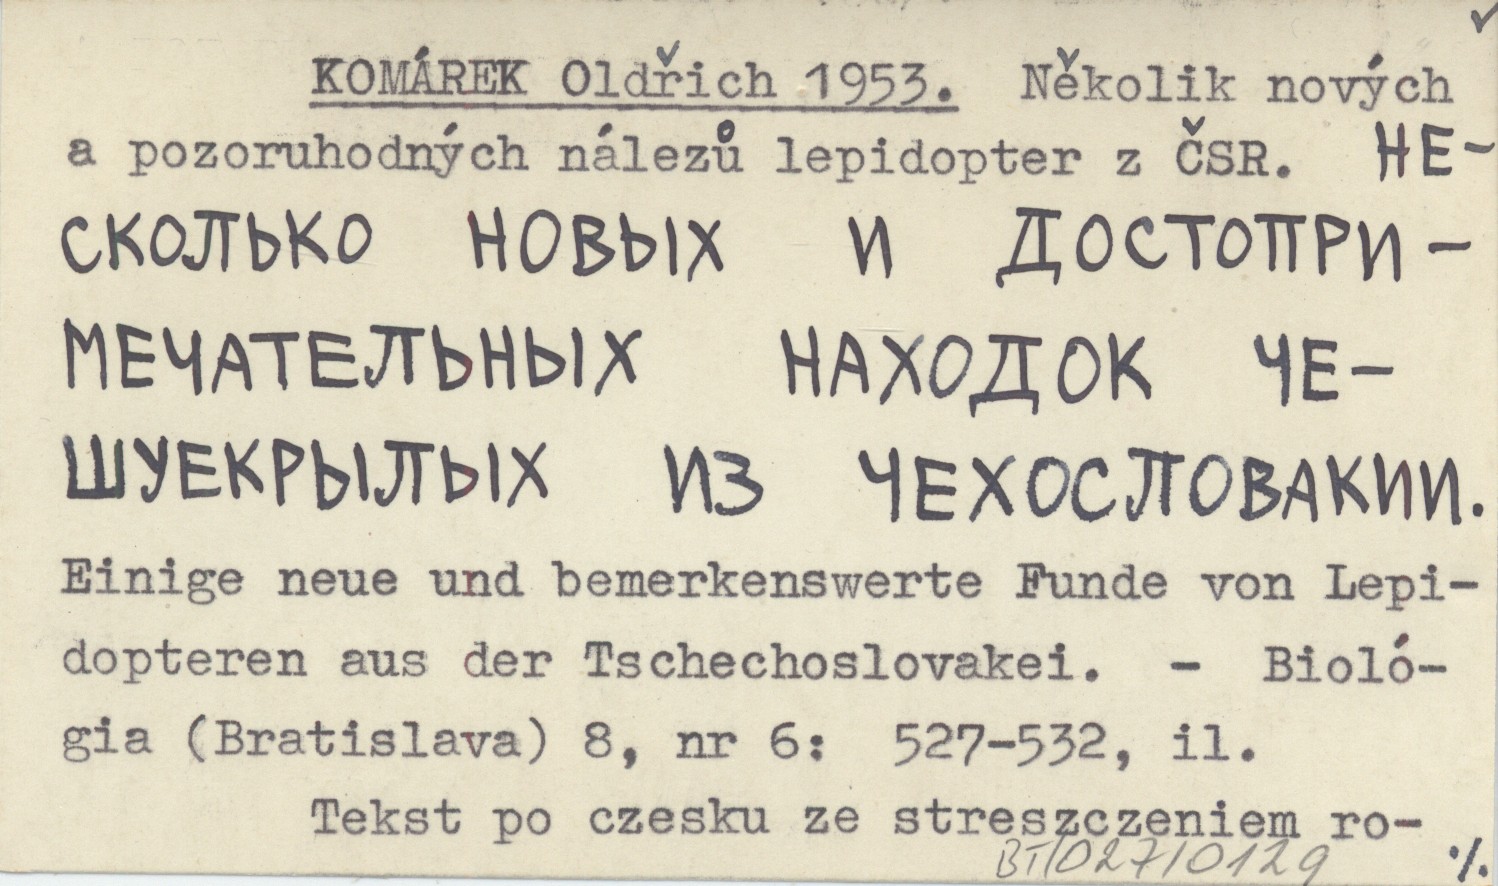 KOMÁREK Oldřich 1953. Několik nových
a pozoruhodných nálezů lepidopter z ČSR. НЕ-
СКОЛЬКО НОВЫХ И ДОСТОПРИ-
МЕЧАТЕЛЬНЫХ НАХОДОК ЧЕ-
ШУЕКРЫЛЫХ ИЗ ЧЕХОСЛОВАКИИ.
Einige neue und bemerkenswerte Funde von Lepi-
dopteren aus der Tschechoslovakei. - Bioló-
gia (Bratislava) 8, nr 6: 527-532, il.
Tekst po czesku ze streszczeniem ro-
BT/027/0129 ./.